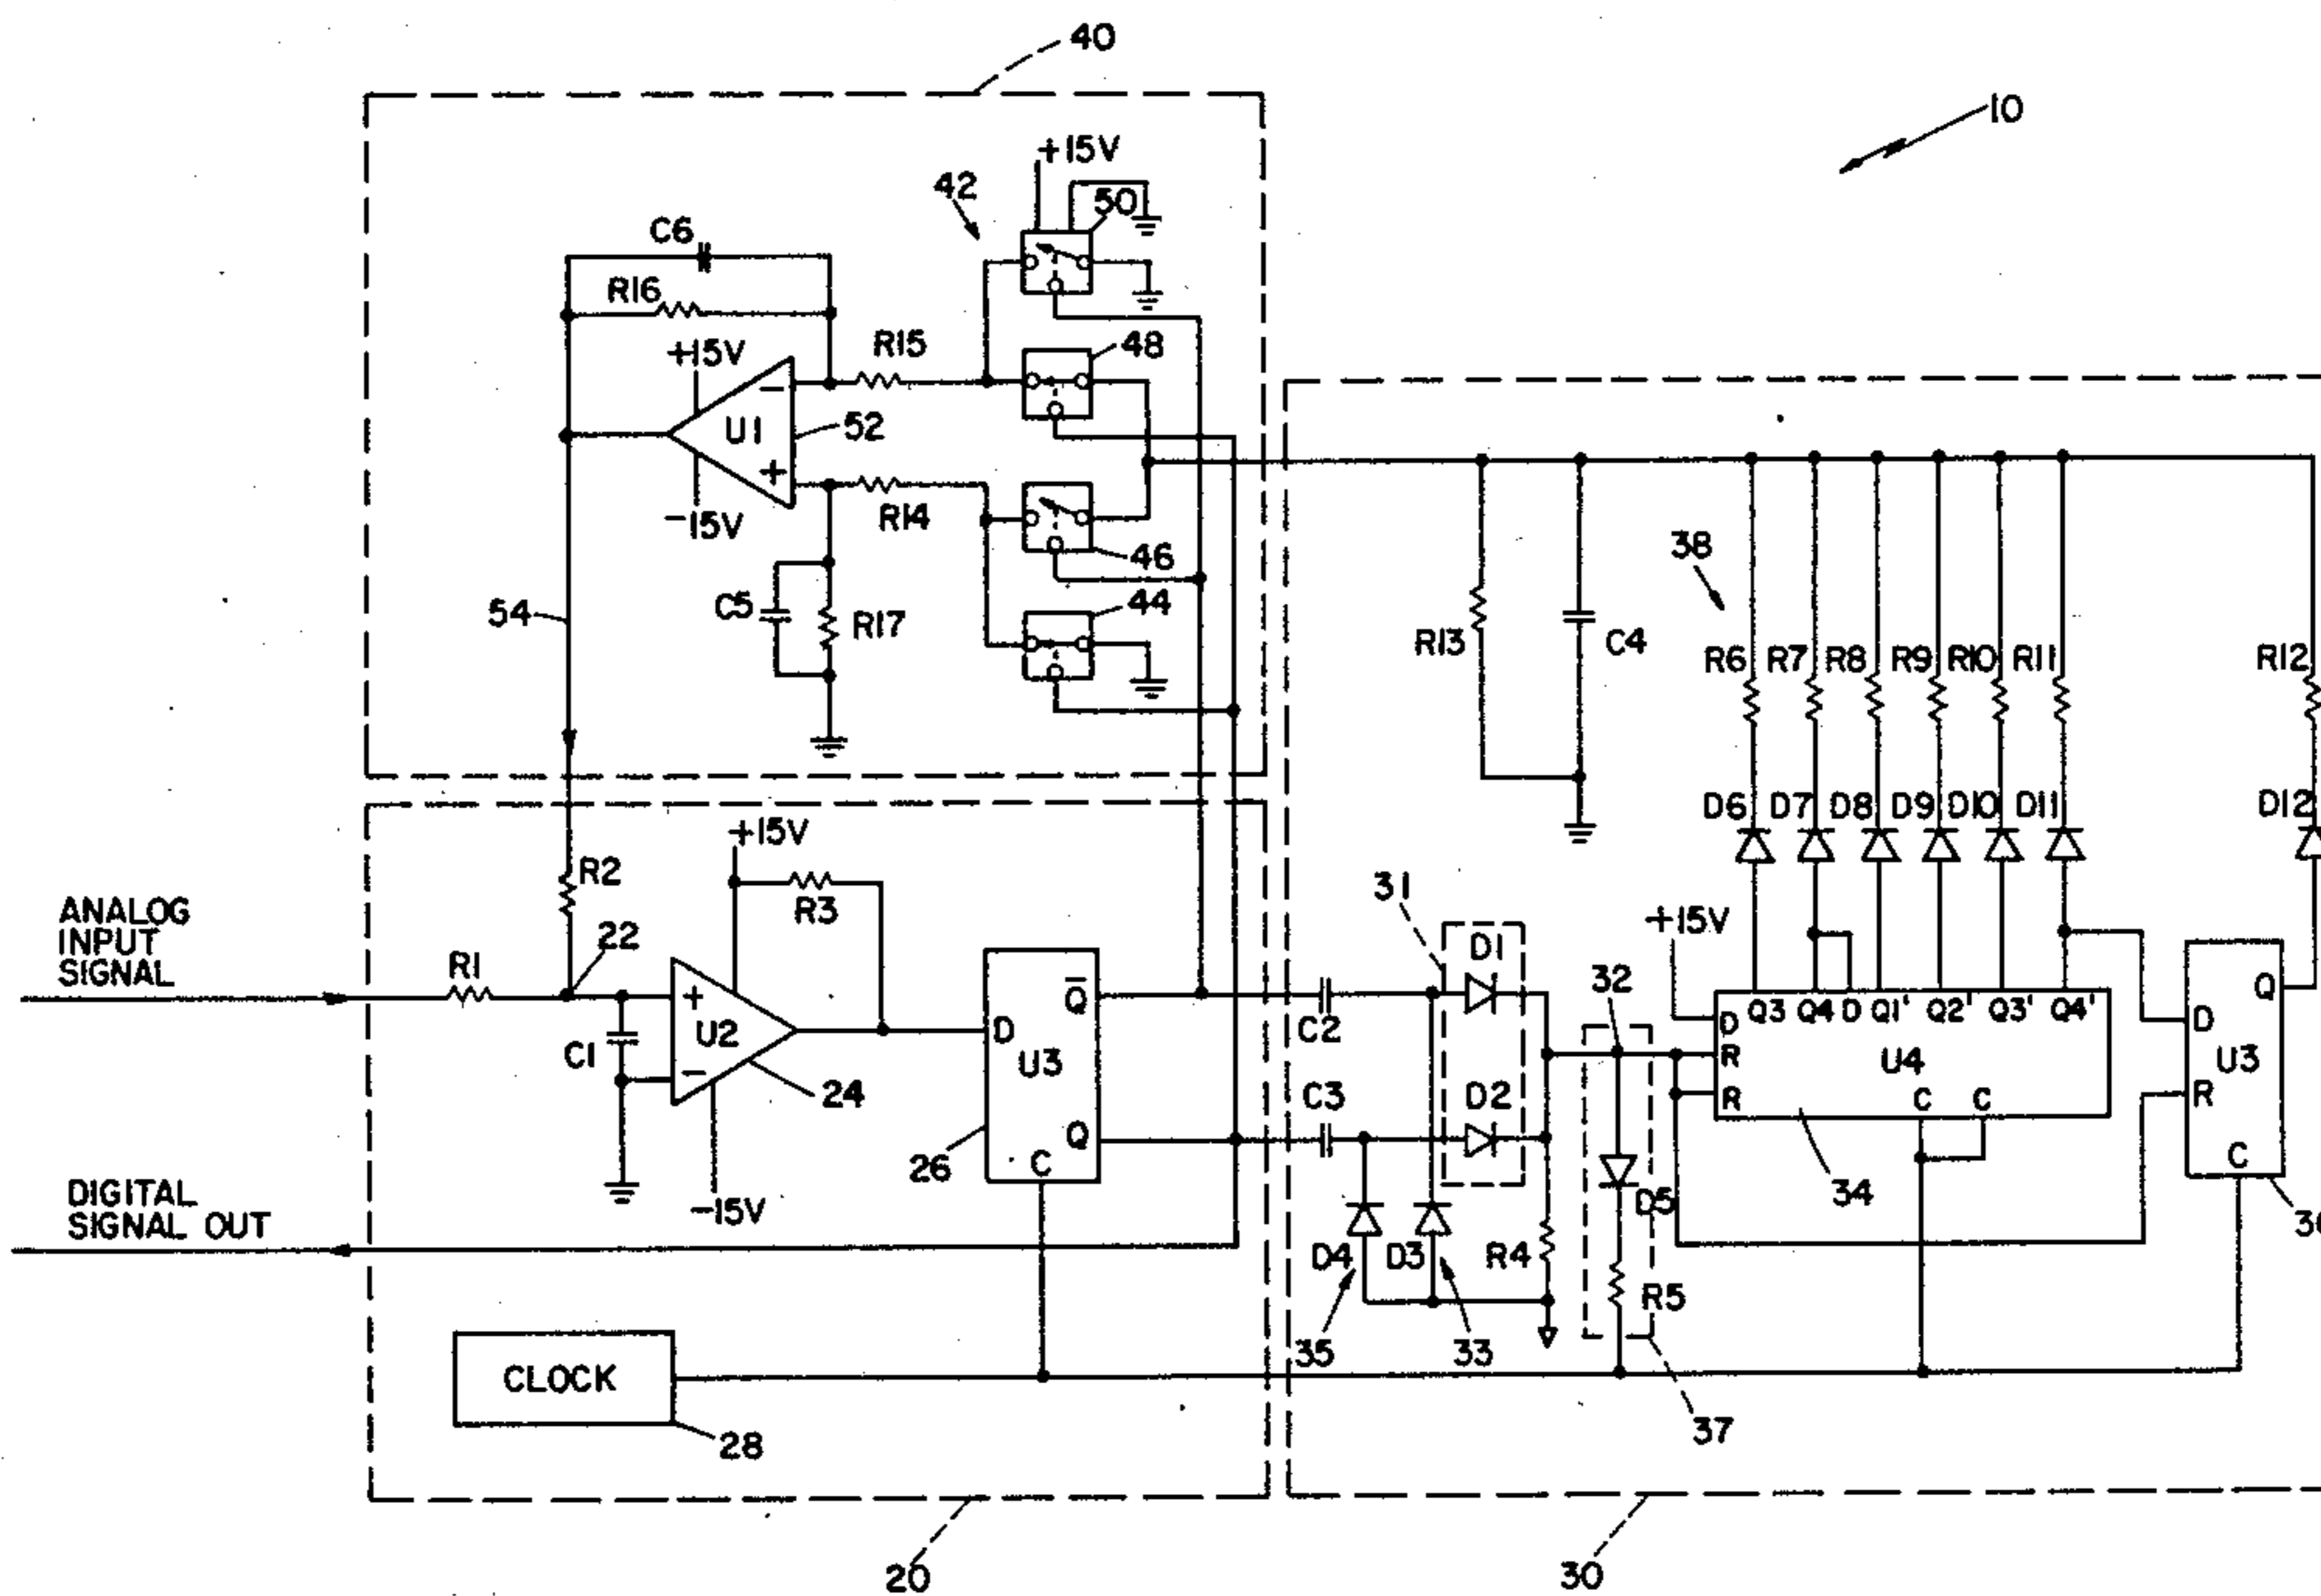 40
10
+15V
42
50
C6
R16
R15
48
+15V
−
U1
52
+
−15V
R14
46
44
C5
R17
54
38
R13
C4
R6 R7 R8 R9 R10 R11 R12
D6 D7 D8 D9 D10 D11 D12
+15V
R2
R3
31
ANALOG
INPUT
SIGNAL
R1
22
D1
+15V
32
+
U2
−
C1
24
−15V
D
Q̄
U3
Q
C
26
C2
C3
D2
D
R
R
Q3 Q4 D Q1' Q2' Q3' Q4'
U4
C C
34
D
Q
U3
R
C
DIGITAL
SIGNAL OUT
D4
D3
R4
D5
R5
35
33
37
CLOCK
28
20
30